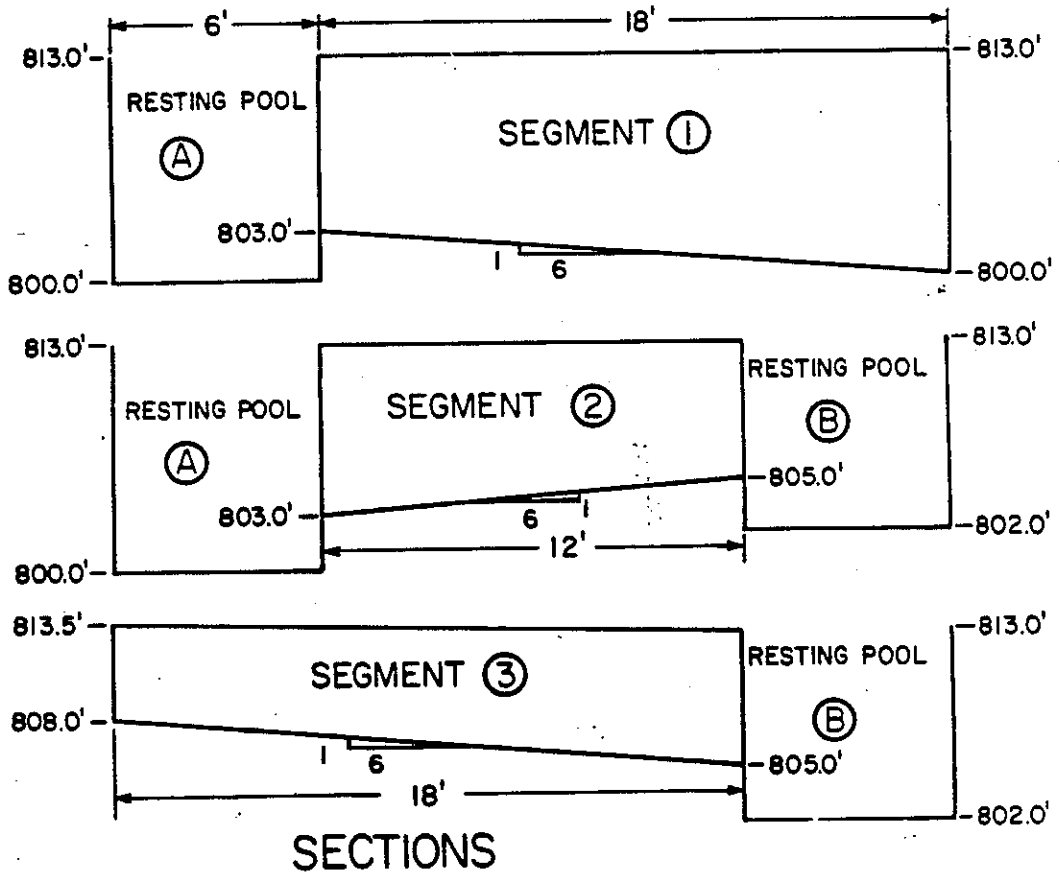 6' 18'
813.0' 813.0'
RESTING POOL
A
SEGMENT 1
803.0'
1 6
800.0' 800.0'
813.0' 813.0'
RESTING POOL
A
SEGMENT 2
RESTING POOL
B
803.0' 805.0'
6 1
12'
800.0' 802.0'
813.5' 813.0'
SEGMENT 3
RESTING POOL
B
808.0' 805.0'
1 6
18'
802.0'
SECTIONS